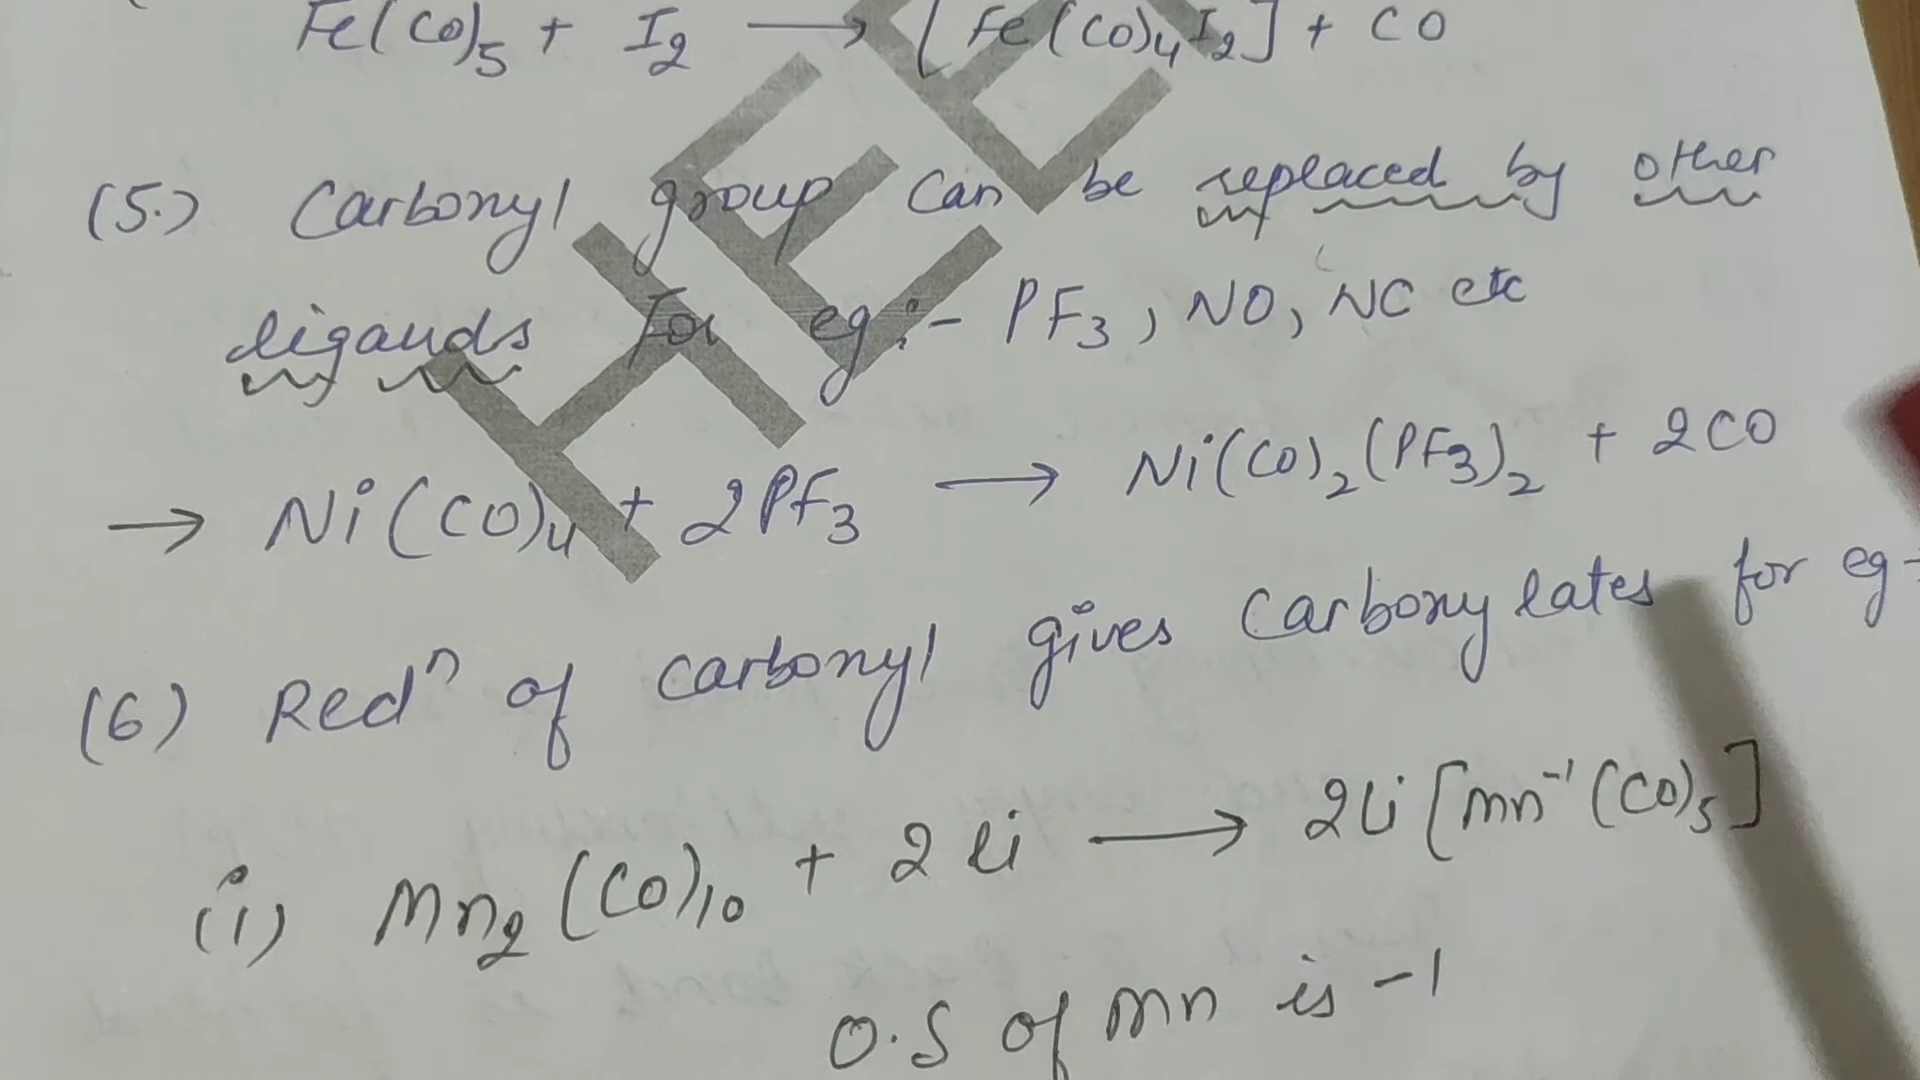 Fe(CO)5 + I2 → [Fe(CO)4I2] + CO
(5.) Carbonyl group can be replaced by other
ligands For eg:- PF3, NO, NC etc
→ Ni(CO)4 + 2PF3 → Ni(CO)2(PF3)2 + 2CO
(6) Redn of carbonyl gives Carbonylates for eg-
(i) Mn2(CO)10 + 2Li → 2Li[Mn-1(CO)5]
O.S of Mn is -1